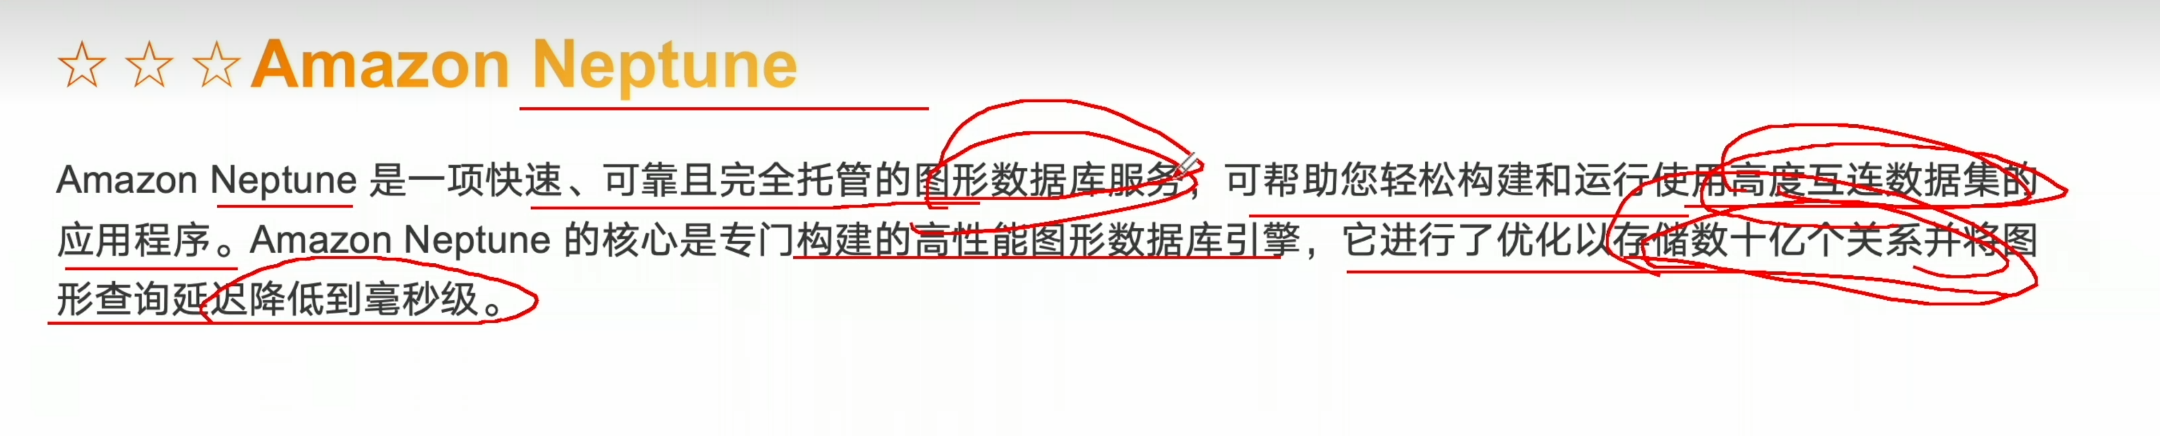 ☆ ☆ ☆ Amazon Neptune
Amazon Neptune 是一项快速、可靠且完全托管的图形数据库服务，可帮助您轻松构建和运行使用高度互连数据集的
应用程序。Amazon Neptune 的核心是专门构建的高性能图形数据库引擎，它进行了优化以存储数十亿个关系并将图
形查询延迟降低到毫秒级。